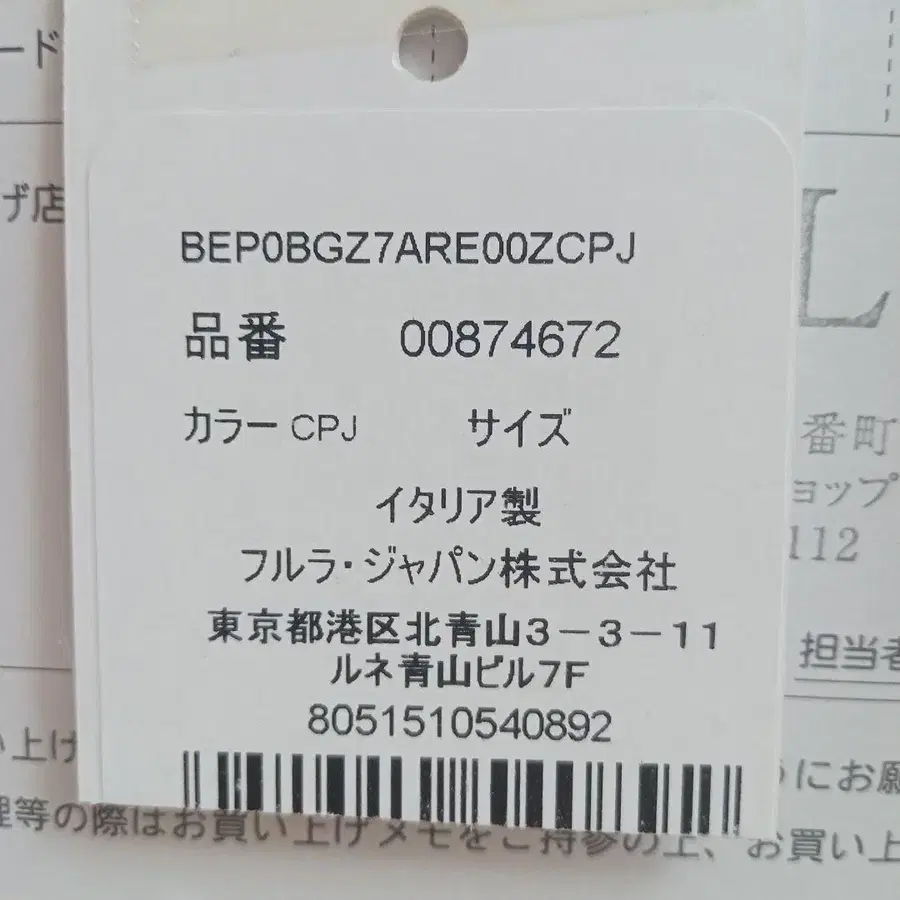 ード
げ店
BEP0BGZ7ARE00ZCPJ
品番 00874672
カラー CPJ サイズ
イタリア製
フルラ・ジャパン株式会社
東京都港区北青山3-3-11
ルネ青山ビル7F
8051510540892
L
番町
ョップ
112
担当者
い上げ
うにお願
理等の際はお買い上げメモをご持参の上、お買い上